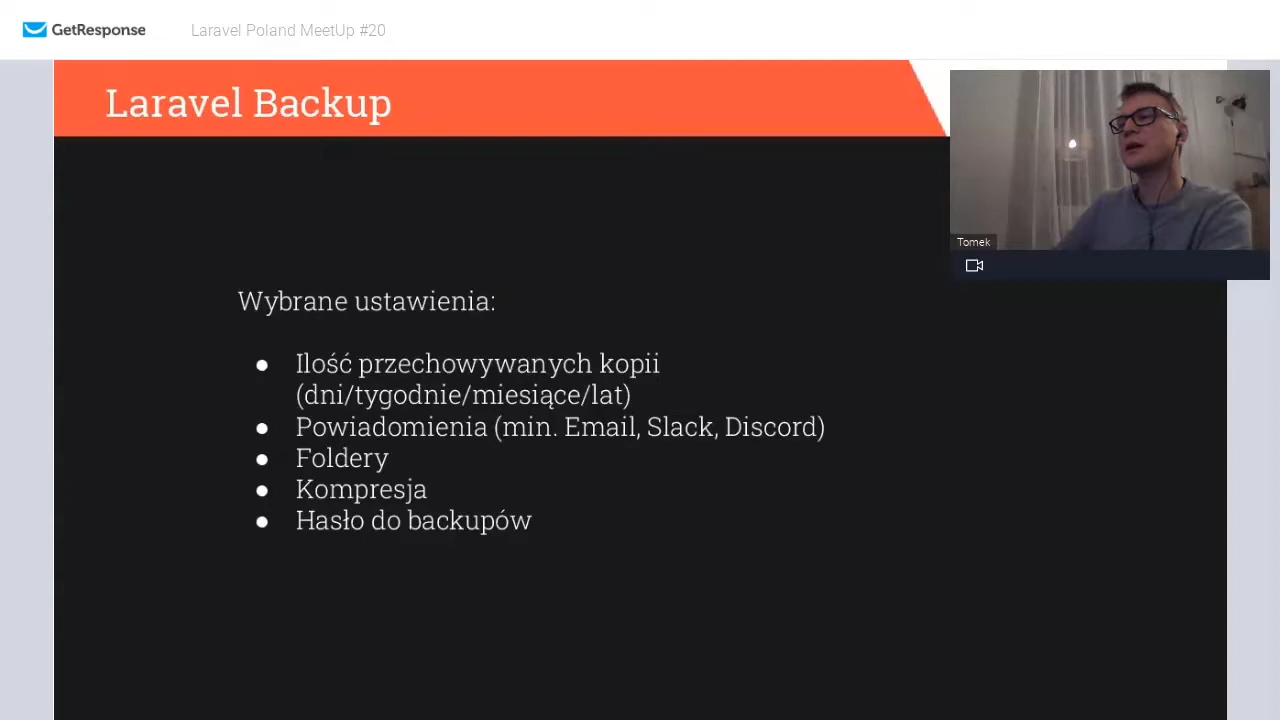 GetResponse
Laravel Poland MeetUp #20
Laravel Backup
Tomek
Wybrane ustawienia:
● Ilość przechowywanych kopii
(dni/tygodnie/miesiące/lat)
● Powiadomienia (min. Email, Slack, Discord)
● Foldery
● Kompresja
● Hasło do backupów